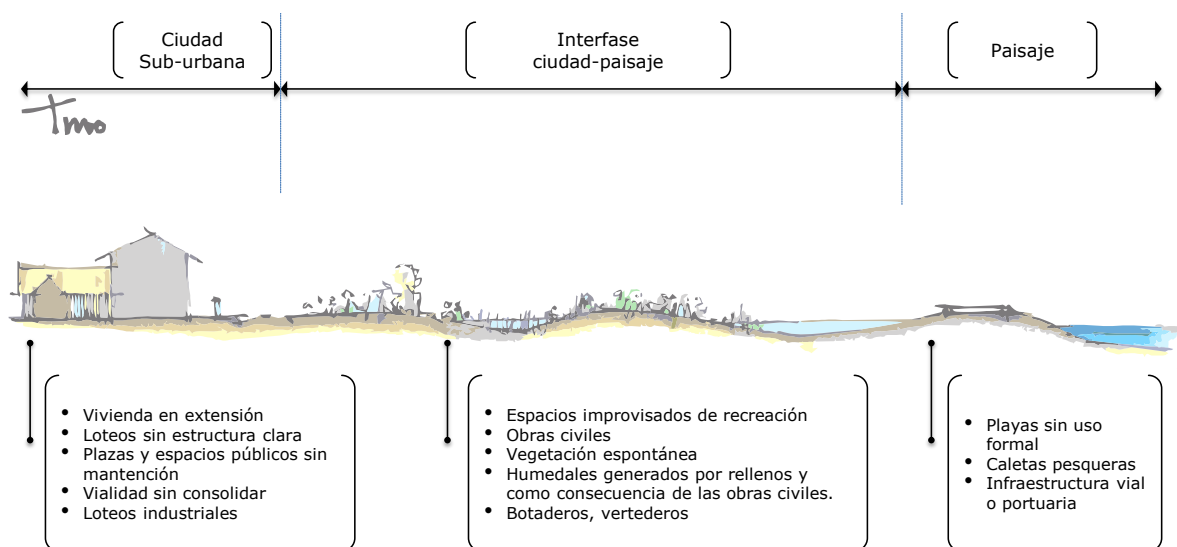 Ciudad
Sub-urbana
Interfase
ciudad-paisaje
Paisaje
• Vivienda en extensión
• Loteos sin estructura clara
• Plazas y espacios públicos sin
mantención
• Vialidad sin consolidar
• Loteos industriales
• Espacios improvisados de recreación
• Obras civiles
• Vegetación espontánea
• Humedales generados por rellenos y
como consecuencia de las obras civiles.
• Botaderos, vertederos
• Playas sin uso
formal
• Caletas pesqueras
• Infraestructura vial
o portuaria